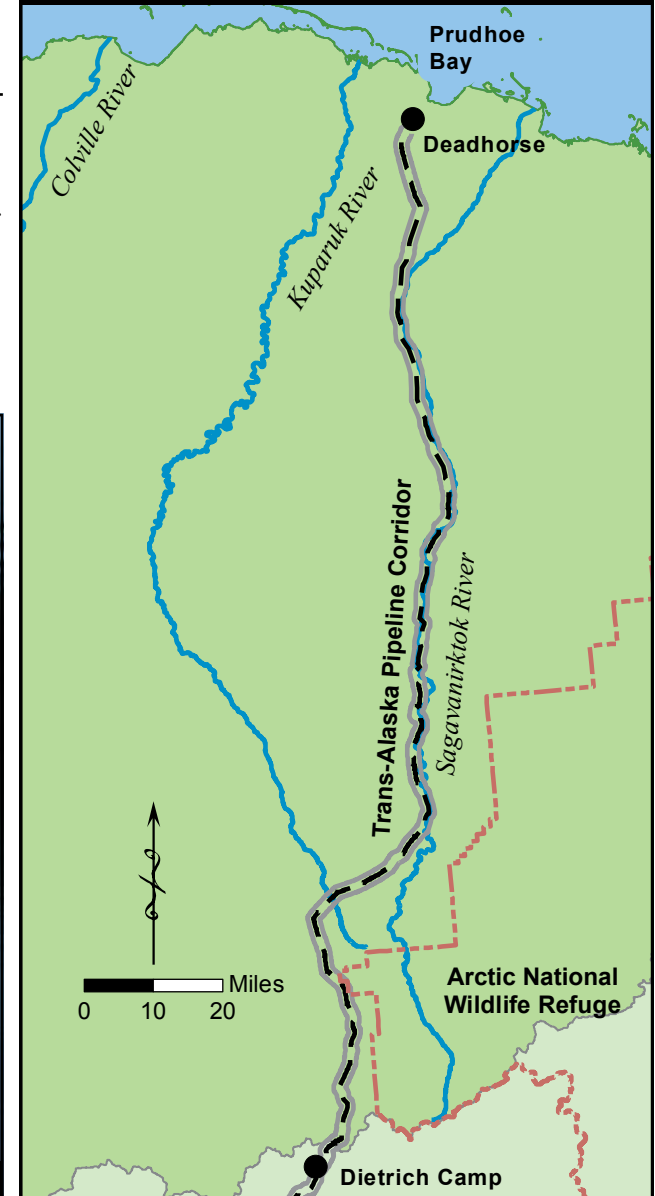 Prudhoe
Bay
Colville River
Deadhorse
Kuparuk River
Trans-Alaska Pipeline Corridor
Sagavanirktok River
Miles
0 10 20
Arctic National
Wildlife Refuge
Dietrich Camp